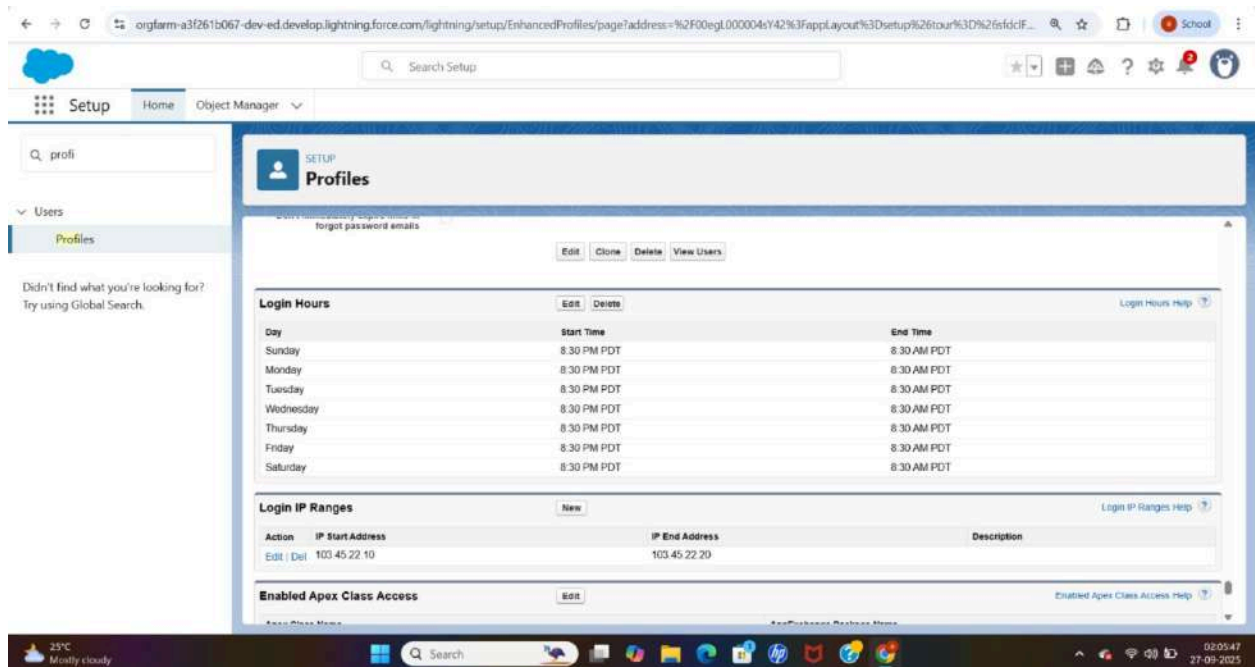 orgfarm-a3f261b067-dev-ed.develop.lightning.force.com/lightning/setup/EnhancedProfiles/page?address=%2F00egL000004sY42%3FappLayout%3Dsetup%26tour%3D%26sfdcIF...
School
Search Setup
2
Setup Home Object Manager
profi
SETUP
Profiles
Users
Profiles
Didn't find what you're looking for?
Try using Global Search.
forgot password emails
Edit Clone Delete View Users
Login Hours Edit Delete Login Hours Help ?
Day Start Time End Time
Sunday 8:30 PM PDT 8:30 AM PDT
Monday 8:30 PM PDT 8:30 AM PDT
Tuesday 8:30 PM PDT 8:30 AM PDT
Wednesday 8:30 PM PDT 8:30 AM PDT
Thursday 8:30 PM PDT 8:30 AM PDT
Friday 8:30 PM PDT 8:30 AM PDT
Saturday 8:30 PM PDT 8:30 AM PDT
Login IP Ranges New Login IP Ranges Help ?
Action IP Start Address IP End Address Description
Edit | Del 103.45.22.10 103.45.22.20
Enabled Apex Class Access Edit Enabled Apex Class Access Help ?
Apex Class Name AppExchange Package Name
25°C
Mostly cloudy
Search
02:05:47
27-09-2025